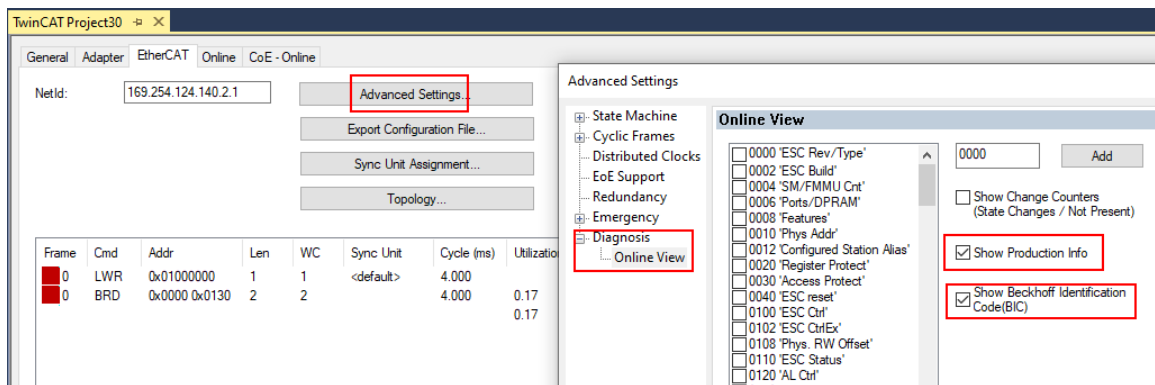 TwinCAT Project30
General Adapter EtherCAT Online CoE - Online
NetId: 169.254.124.140.2.1
Advanced Settings...
Export Configuration File...
Sync Unit Assignment...
Topology...
Frame Cmd Addr Len WC Sync Unit Cycle (ms) Utilizatio
0 LWR 0x01000000 1 1 <default> 4.000
0 BRD 0x0000 0x0130 2 2 4.000 0.17
0.17
Advanced Settings
State Machine
Cyclic Frames
Distributed Clocks
EoE Support
Redundancy
Emergency
Diagnosis
Online View
Online View
0000 'ESC Rev/Type'
0002 'ESC Build'
0004 'SM/FMMU Cnt'
0006 'Ports/DPRAM'
0008 'Features'
0010 'Phys Addr'
0012 'Configured Station Alias'
0020 'Register Protect'
0030 'Access Protect'
0040 'ESC reset'
0100 'ESC Ctrl'
0102 'ESC CtrlEx'
0108 'Phys. RW Offset'
0110 'ESC Status'
0120 'AL Ctrl'
0000 Add
Show Change Counters
(State Changes / Not Present)
Show Production Info
Show Beckhoff Identification
Code(BIC)